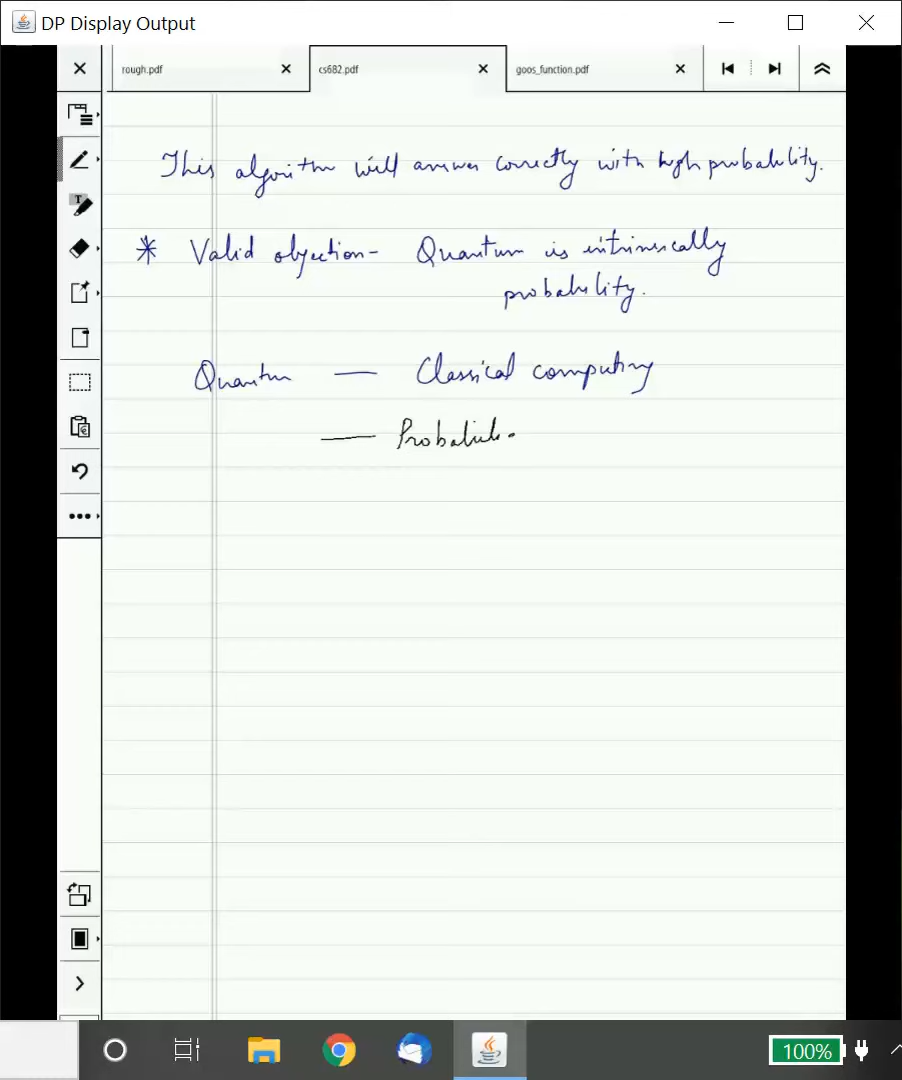 DP Display Output
rough.pdf
cs682.pdf
goos_function.pdf
This algorithm will answer correctly with high probability.
* Valid objection - Quantum is intrinsically
probability.
Quantum — Classical computing
—
100%